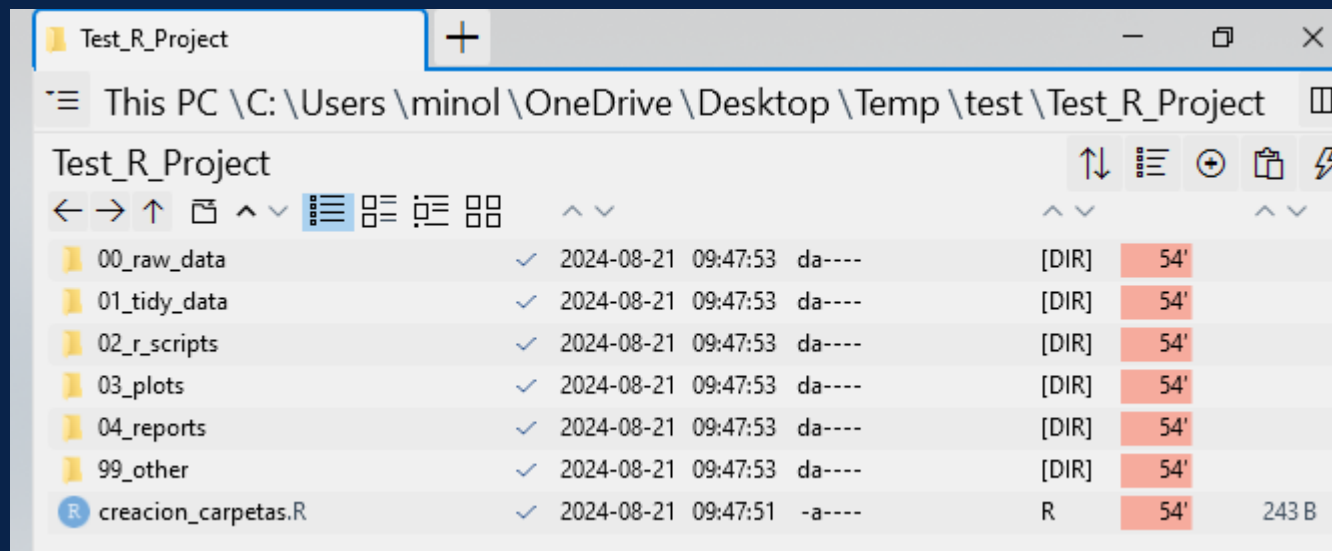 Test_R_Project
This PC \C: \Users \minol \OneDrive \Desktop \Temp \test \Test_R_Project
Test_R_Project
00_raw_data 2024-08-21 09:47:53 da---- [DIR] 54'
01_tidy_data 2024-08-21 09:47:53 da---- [DIR] 54'
02_r_scripts 2024-08-21 09:47:53 da---- [DIR] 54'
03_plots 2024-08-21 09:47:53 da---- [DIR] 54'
04_reports 2024-08-21 09:47:53 da---- [DIR] 54'
99_other 2024-08-21 09:47:53 da---- [DIR] 54'
R creacion_carpetas.R 2024-08-21 09:47:51 -a---- R 54' 243 B